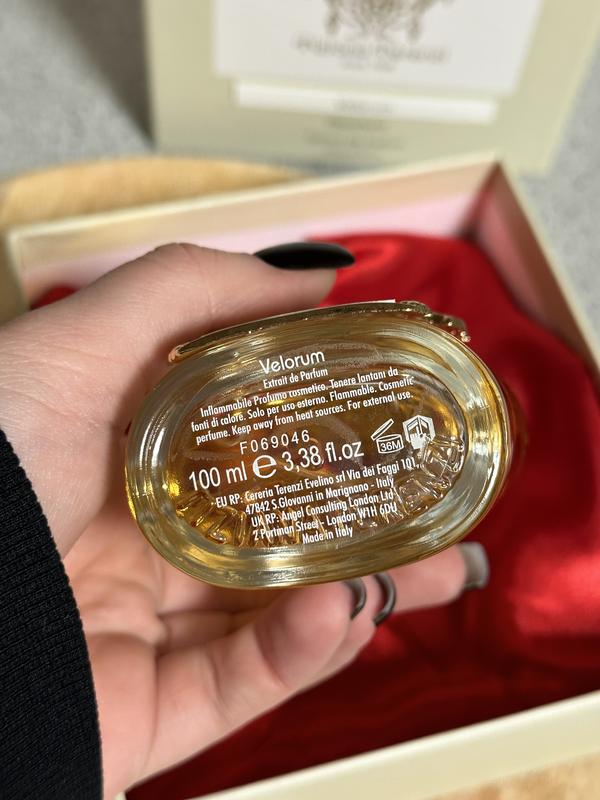 Velorum
Extrait de Parfum
Inflammabile Profumo cosmetico. Tenere lantani da
fonti di calore. Solo per uso esterno. Flammable. Cosmetic
perfume. Keep away from heat sources. For external use.
F069046
100 ml ℮ 3,38 fl.oz
36M
EU RP: Cereria Terenzi Evelino srl Via dei Faggi 101,
47842 S.Giovanni in Marignano - Italy
UK RP: Angel Consulting London Ltd
2 Portman Street - London W1H 6DU
Made in Italy